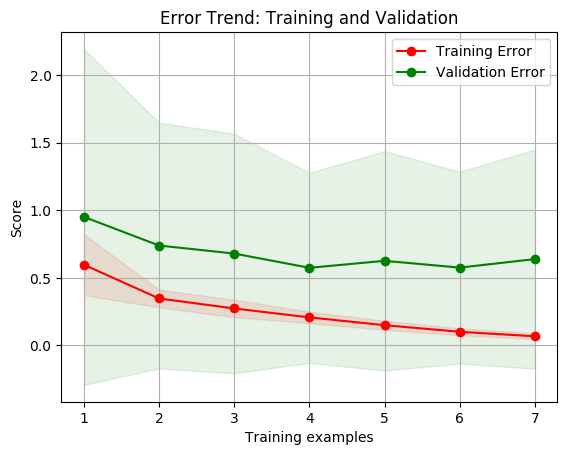 Error Trend: Training and Validation
Training Error
Validation Error
Score
2.0
1.5
1.0
0.5
0.0
1 2 3 4 5 6 7
Training examples